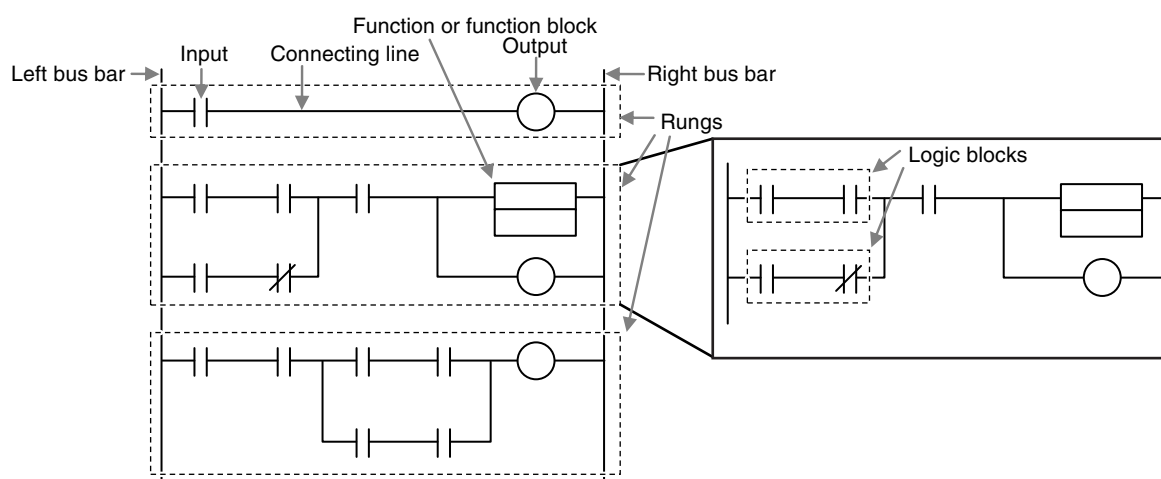 Function or function block
Input
Connecting line
Output
Left bus bar
Right bus bar
Rungs
Logic blocks